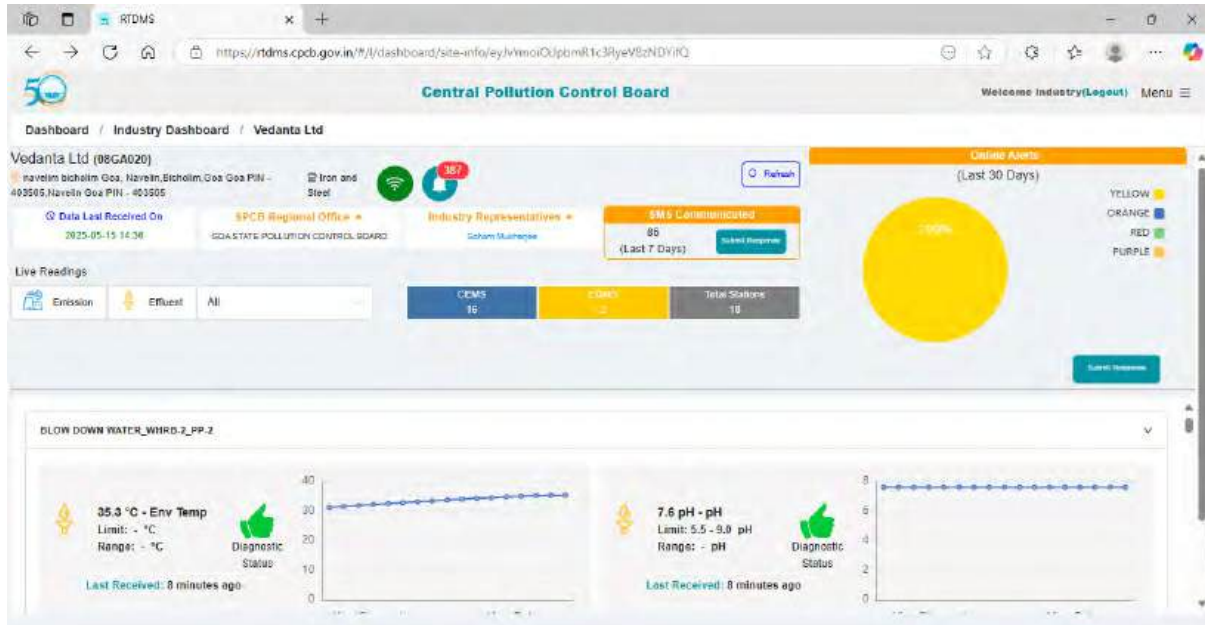 RTDMS
https://rtdms.cpcb.gov.in/#/l/dashboard/site-info/
Central Pollution Control Board
Welcome Industry(Logout) Menu
Dashboard / Industry Dashboard / Vedanta Ltd
Vedanta Ltd (08GA020)
navelim bicholim Goa, Navelin,Bicholim,Goa Goa PIN -
403505,Navelin Goa PIN - 403505
Iron and
Steel
387
Refresh
Data Last Received On
2025-05-15 14:30
SPCB Regional Office
GOA STATE POLLUTION CONTROL BOARD
Industry Representatives
Soham Mukherjee
SMS Communicated
85
(Last 7 Days)
Submit Response
Online Alerts
(Last 30 Days)
100%
YELLOW
ORANGE
RED
PURPLE
Submit Response
Live Readings
Emission
Effluent
All
CEMS
16
Total Stations
18
BLOW DOWN WATER_WHRB-2_PP-2
35.3 °C - Env Temp
Limit: - °C
Range: - °C
Diagnostic
Status
Last Received: 8 minutes ago
40
30
20
10
0
7.6 pH - pH
Limit: 5.5 - 9.0 pH
Range: - pH
Diagnostic
Status
Last Received: 8 minutes ago
8
6
4
2
0